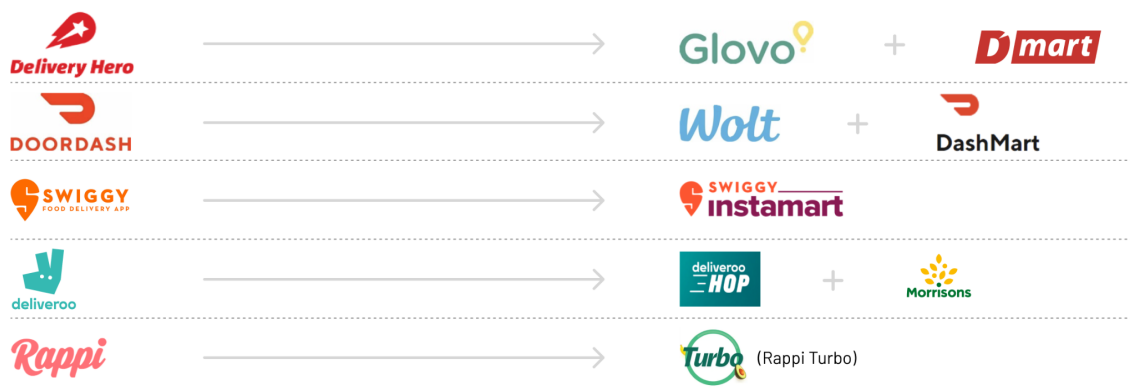 Delivery Hero
Glovo
+
D mart
DOORDASH
Wolt
+
DashMart
SWIGGY
FOOD DELIVERY APP
SWIGGY
instamart
deliveroo
deliveroo
HOP
+
Morrisons
Rappi
Turbo
(Rappi Turbo)